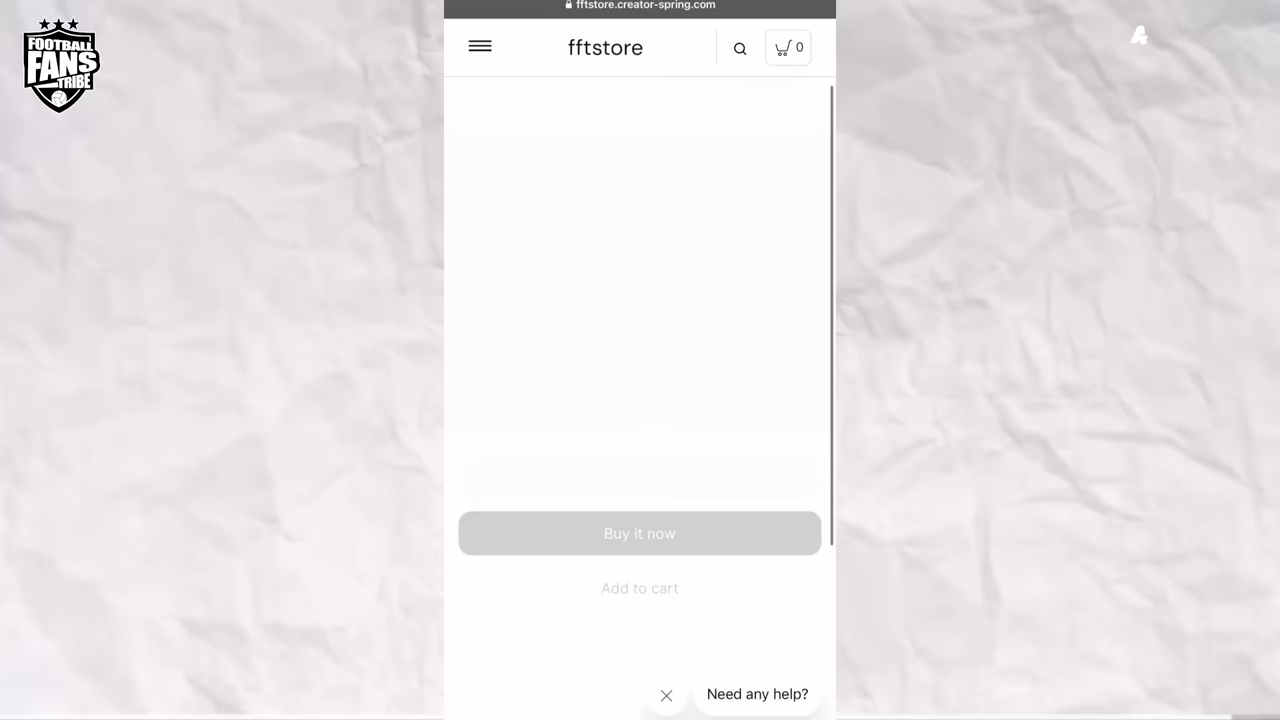 fftstore.creator-spring.com
FOOTBALL
FANS
TRIBE
fftstore
0
Buy it now
Add to cart
Need any help?